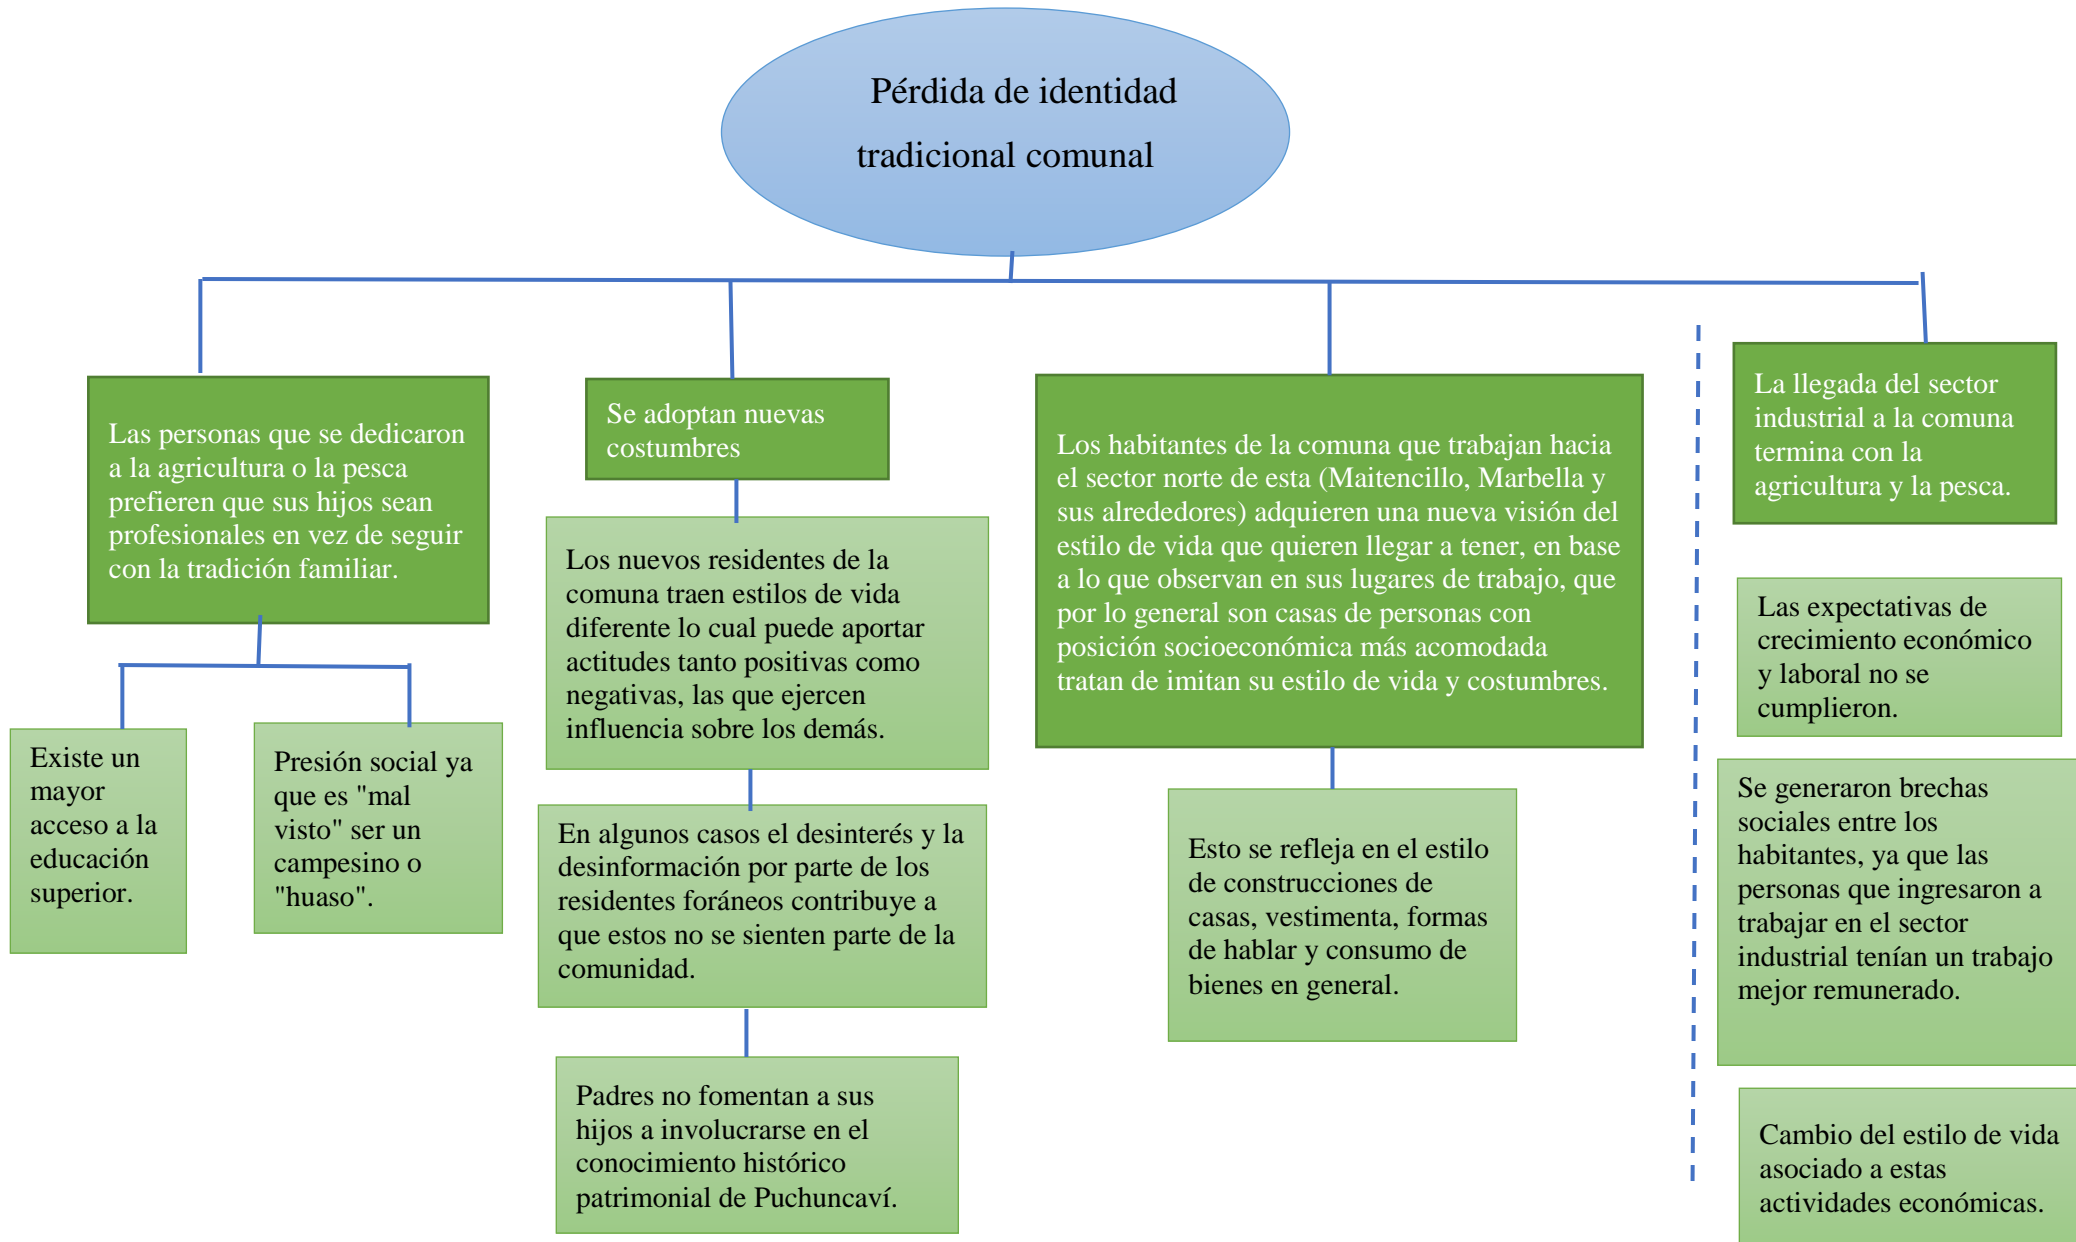 Pérdida de identidad
tradicional comunal
Las personas que se dedicaron
a la agricultura o la pesca
prefieren que sus hijos sean
profesionales en vez de seguir
con la tradición familiar.
Existe un
mayor
acceso a la
educación
superior.
Presión social ya
que es "mal
visto" ser un
campesino o
"huaso".
Se adoptan nuevas
costumbres
Los nuevos residentes de la
comuna traen estilos de vida
diferente lo cual puede aportar
actitudes tanto positivas como
negativas, las que ejercen
influencia sobre los demás.
En algunos casos el desinterés y la
desinformación por parte de los
residentes foráneos contribuye a
que estos no se sienten parte de la
comunidad.
Padres no fomentan a sus
hijos a involucrarse en el
conocimiento histórico
patrimonial de Puchuncaví.
Los habitantes de la comuna que trabajan hacia
el sector norte de esta (Maitencillo, Marbella y
sus alrededores) adquieren una nueva visión del
estilo de vida que quieren llegar a tener, en base
a lo que observan en sus lugares de trabajo, que
por lo general son casas de personas con
posición socioeconómica más acomodada
tratan de imitan su estilo de vida y costumbres.
Esto se refleja en el estilo
de construcciones de
casas, vestimenta, formas
de hablar y consumo de
bienes en general.
La llegada del sector
industrial a la comuna
termina con la
agricultura y la pesca.
Las expectativas de
crecimiento económico
y laboral no se
cumplieron.
Se generaron brechas
sociales entre los
habitantes, ya que las
personas que ingresaron a
trabajar en el sector
industrial tenían un trabajo
mejor remunerado.
Cambio del estilo de vida
asociado a estas
actividades económicas.